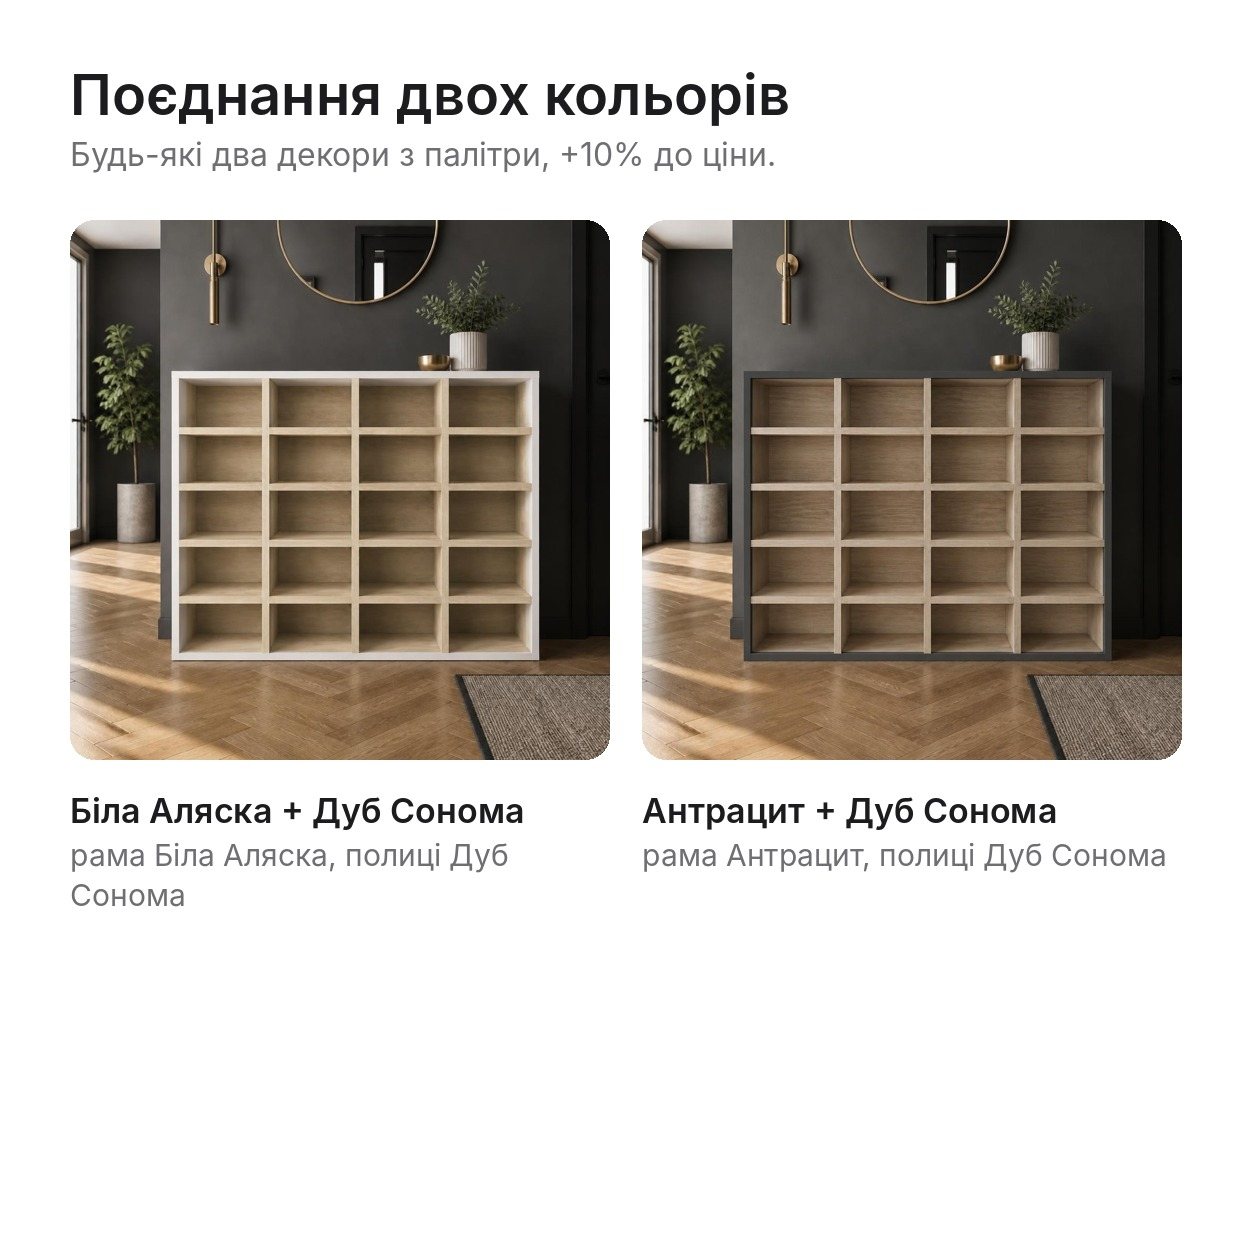 Поєднання двох кольорів
Будь-які два декори з палітри, +10% до ціни.
Біла Аляска + Дуб Сонома
рама Біла Аляска, полиці Дуб
Сонома
Антрацит + Дуб Сонома
рама Антрацит, полиці Дуб Сонома